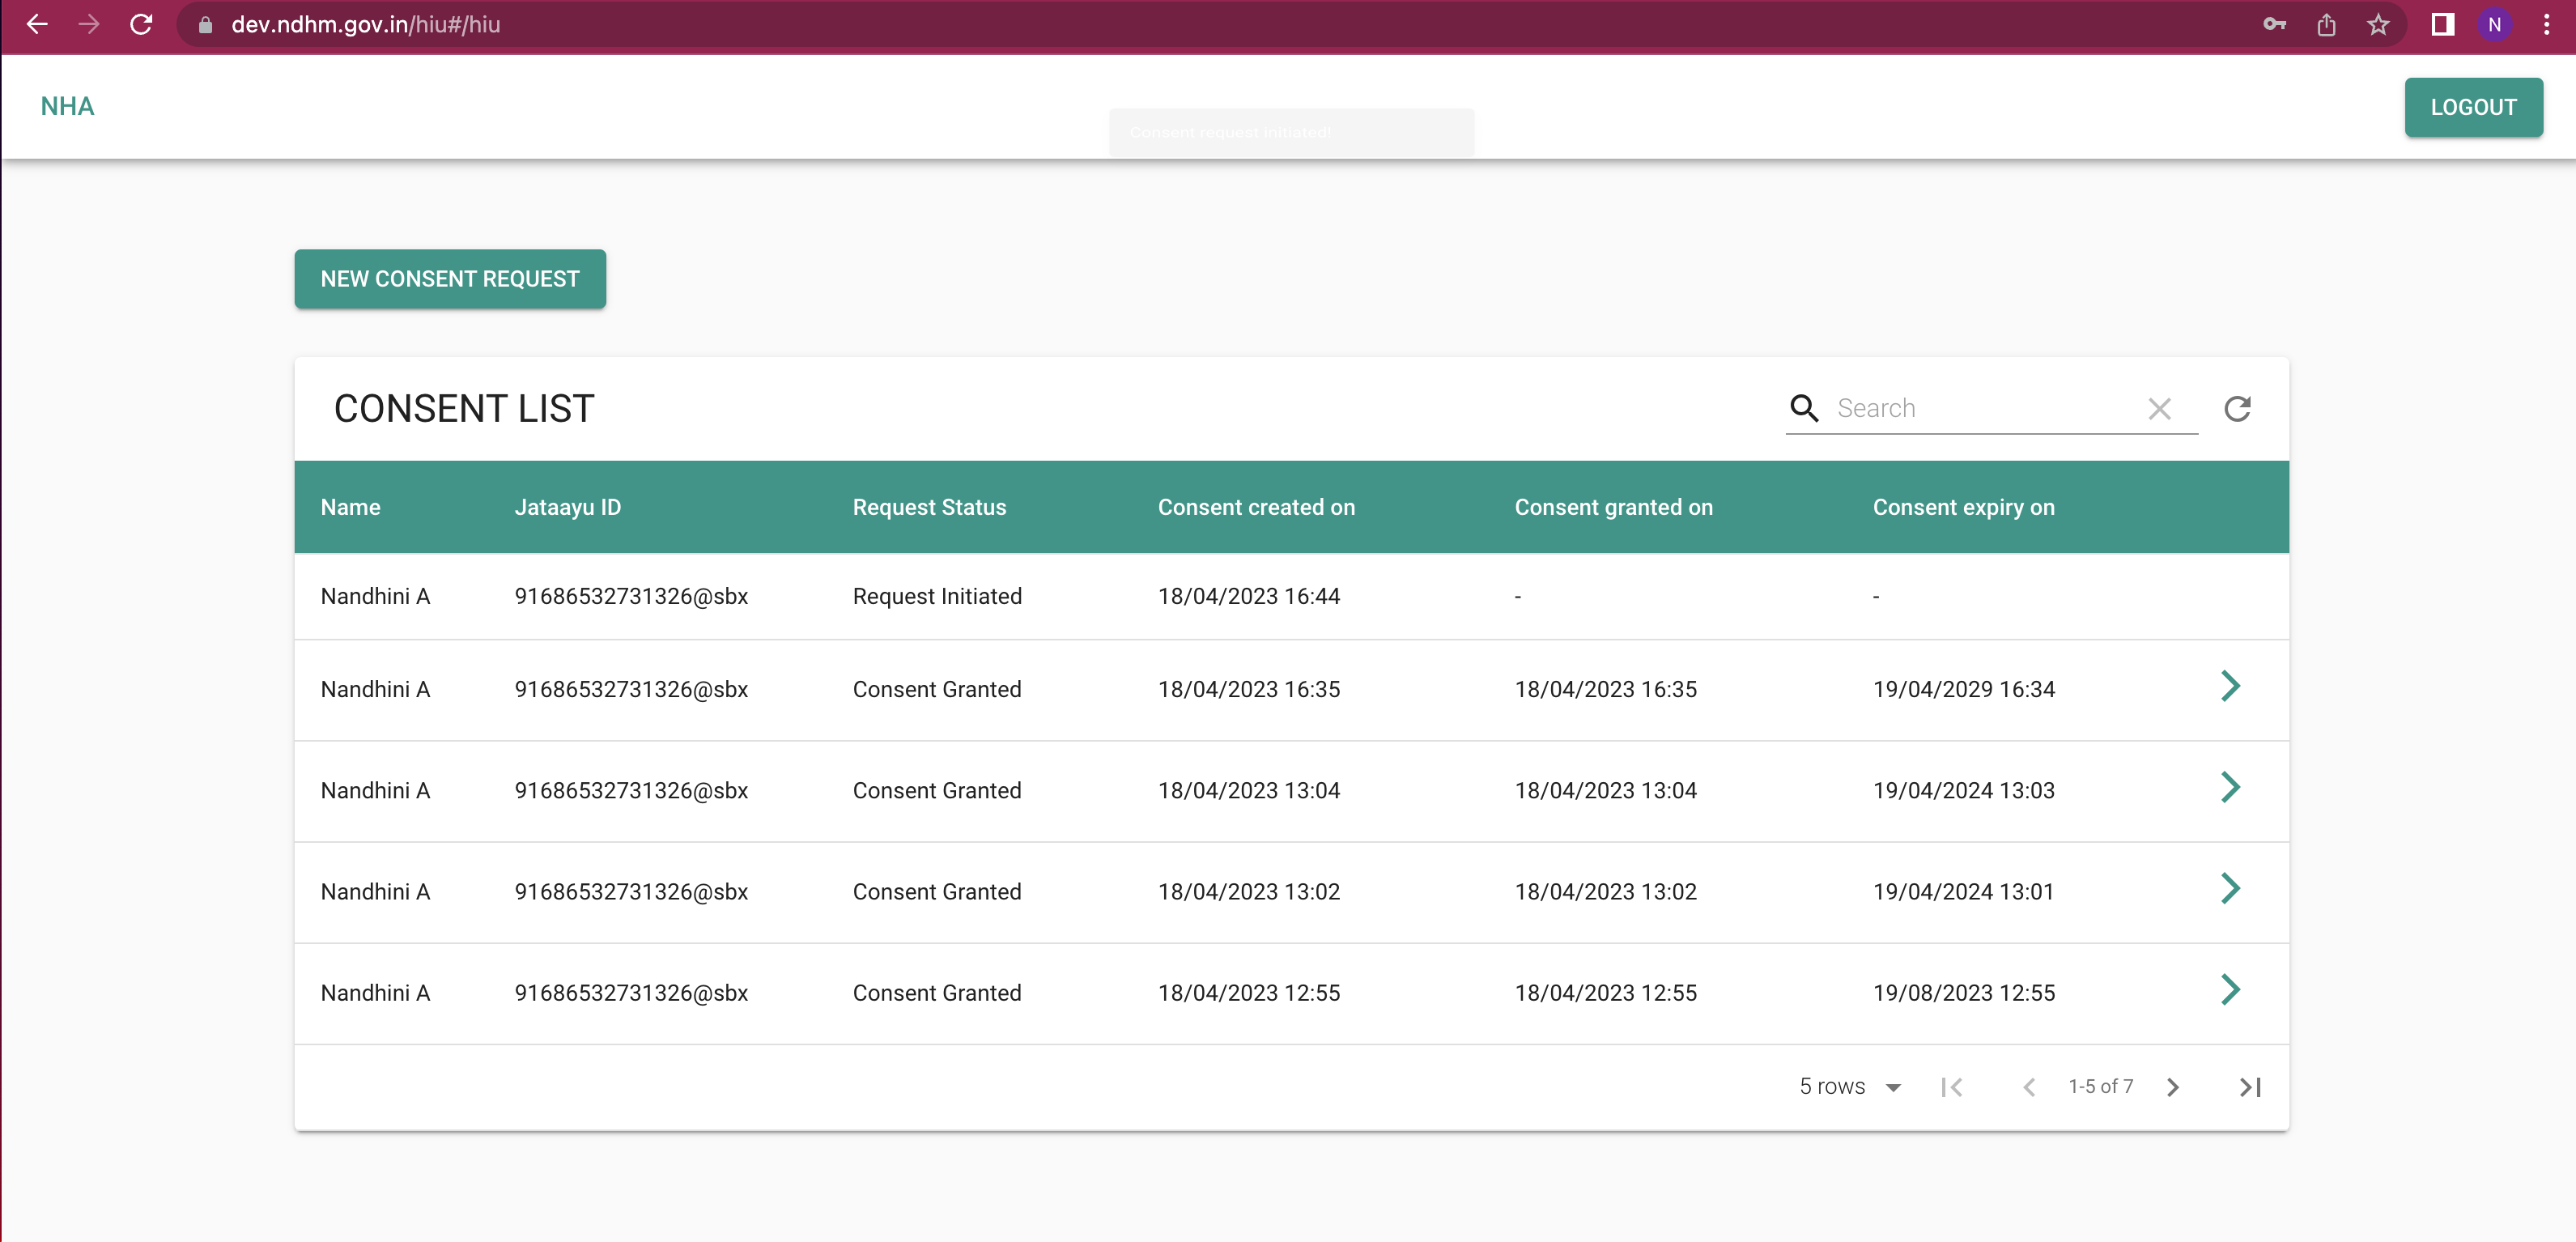 dev.ndhm.gov.in/hiu#/hiu
N
NHA
Consent request initiated!
LOGOUT
NEW CONSENT REQUEST
CONSENT LIST
Search
Name Jataayu ID Request Status Consent created on Consent granted on Consent expiry on
Nandhini A 91686532731326@sbx Request Initiated 18/04/2023 16:44 - -
Nandhini A 91686532731326@sbx Consent Granted 18/04/2023 16:35 18/04/2023 16:35 19/04/2029 16:34
Nandhini A 91686532731326@sbx Consent Granted 18/04/2023 13:04 18/04/2023 13:04 19/04/2024 13:03
Nandhini A 91686532731326@sbx Consent Granted 18/04/2023 13:02 18/04/2023 13:02 19/04/2024 13:01
Nandhini A 91686532731326@sbx Consent Granted 18/04/2023 12:55 18/04/2023 12:55 19/08/2023 12:55
5 rows 1-5 of 7